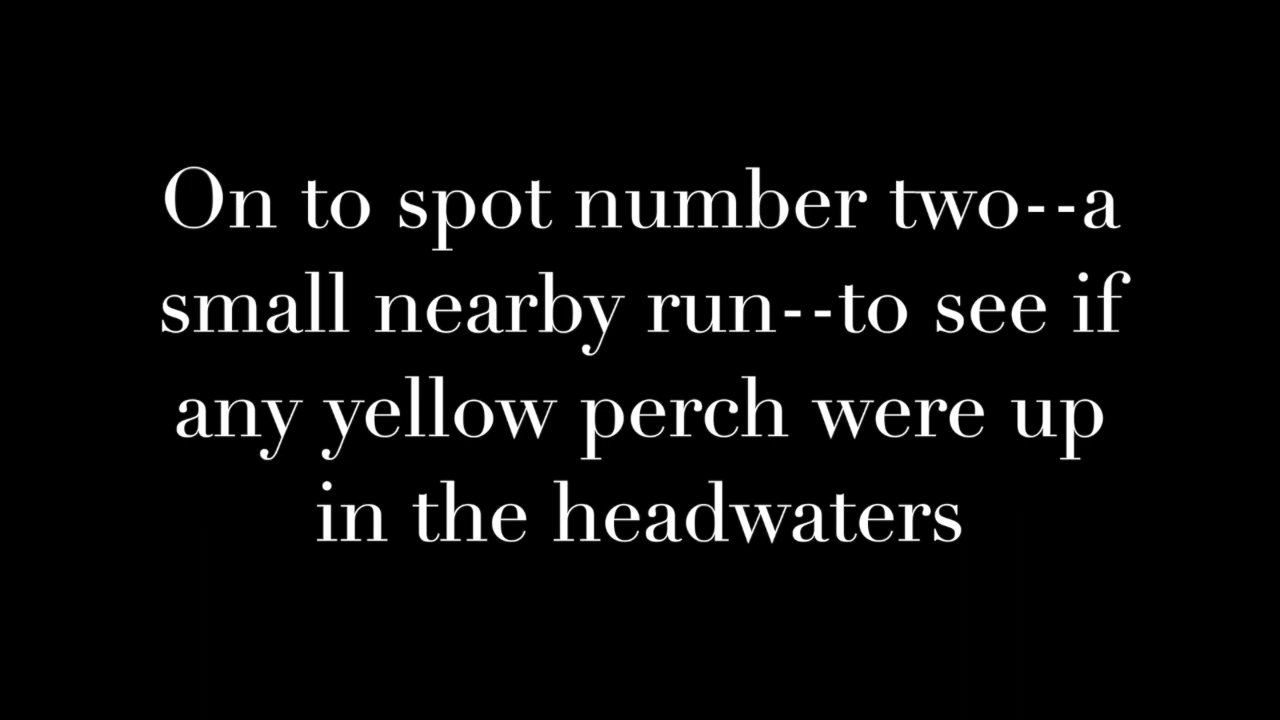 On to spot number two--a
small nearby run--to see if
any yellow perch were up
in the headwaters